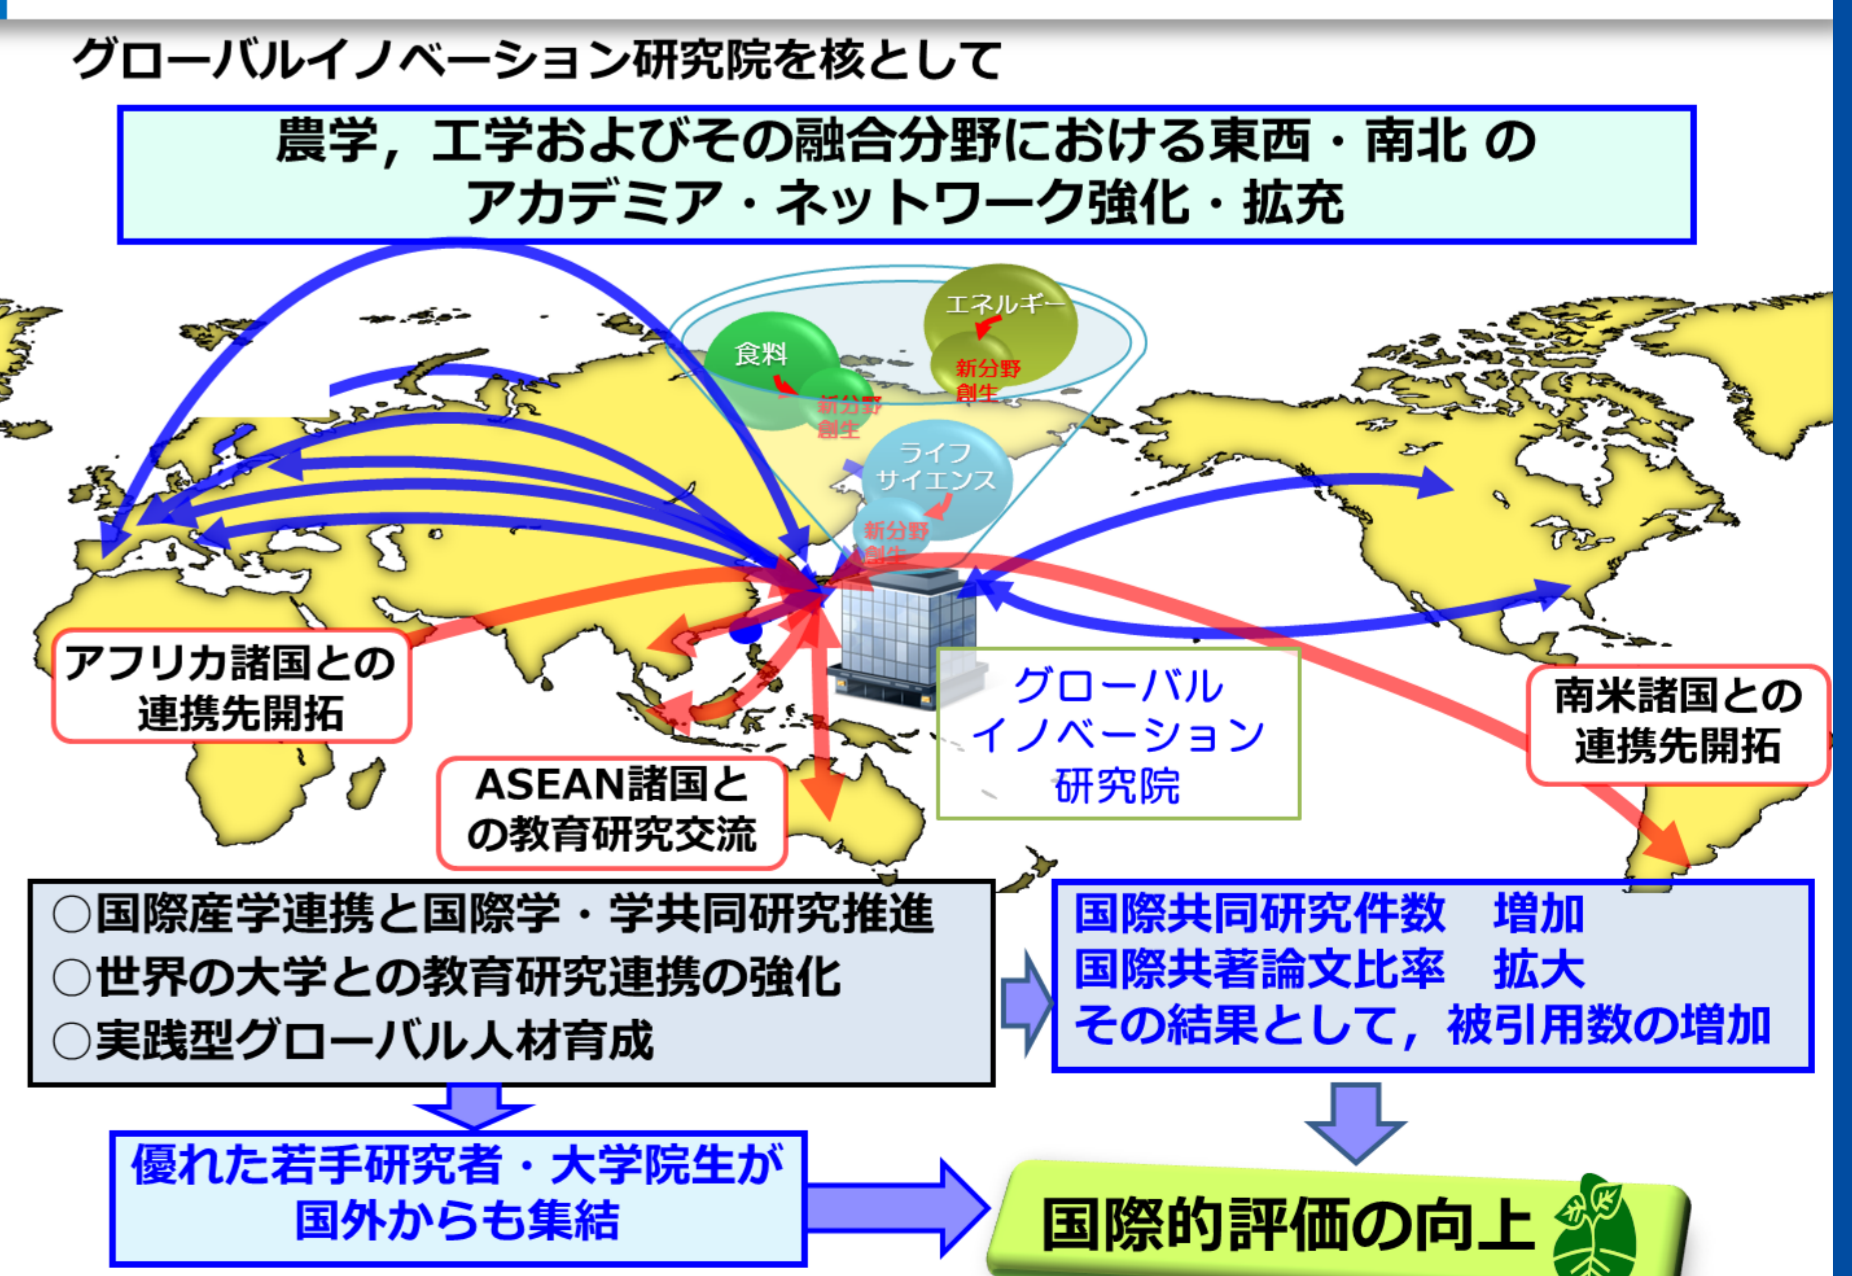 グローバルイノベーション研究院を核として
農学，工学およびその融合分野における東西・南北 の
アカデミア・ネットワーク強化・拡充
エネルギー
新分野
創生
食料
新分野
創生
ライフ
サイエンス
新分野
創生
アフリカ諸国との
連携先開拓
グローバル
イノベーション
研究院
南米諸国との
連携先開拓
ASEAN諸国と
の教育研究交流
○国際産学連携と国際学・学共同研究推進
○世界の大学との教育研究連携の強化
○実践型グローバル人材育成
国際共同研究件数　増加
国際共著論文比率　拡大
その結果として，被引用数の増加
優れた若手研究者・大学院生が
国外からも集結
国際的評価の向上